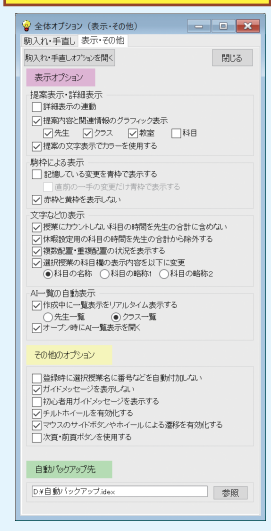 全体オプション（表示・その他）
駒入れ・手直し 表示・その他
駒入れ・手直しオプションを開く 閉じる
表示オプション
提案表示・詳細表示
詳細表示の連動
提案内容と関連情報のグラフィック表示
先生 クラス 教室 科目
提案の文字表示でカラーを使用する
駒枠による表示
記憶している変更を青枠で表示する
直前の一手の変更だけ青枠で表示する
赤枠と黄枠を表示しない
文字などの表示
授業にカウントしない科目の時間を先生の合計に含めない
休暇設定用の科目の時間を先生の合計から除外する
複数配置・重複配置の状況を表示する
選択授業の科目欄の表示内容を以下に変更
科目の名称 科目の略称1 科目の略称2
AI一覧の自動表示
作成中に一覧表示をリアルタイム表示する
先生一覧 クラス一覧
オープン時にAI一覧表示を開く
その他のオプション
登録時に選択授業名に番号などを自動付加しない
ガイドメッセージを表示しない
初心者用ガイドメッセージを表示する
チルトホイールを有効化する
マウスのサイドボタンやホイールによる遷移を有効化する
次頁・前頁ボタンを使用する
自動バックアップ先
D:¥自動バックアップ.idex 参照